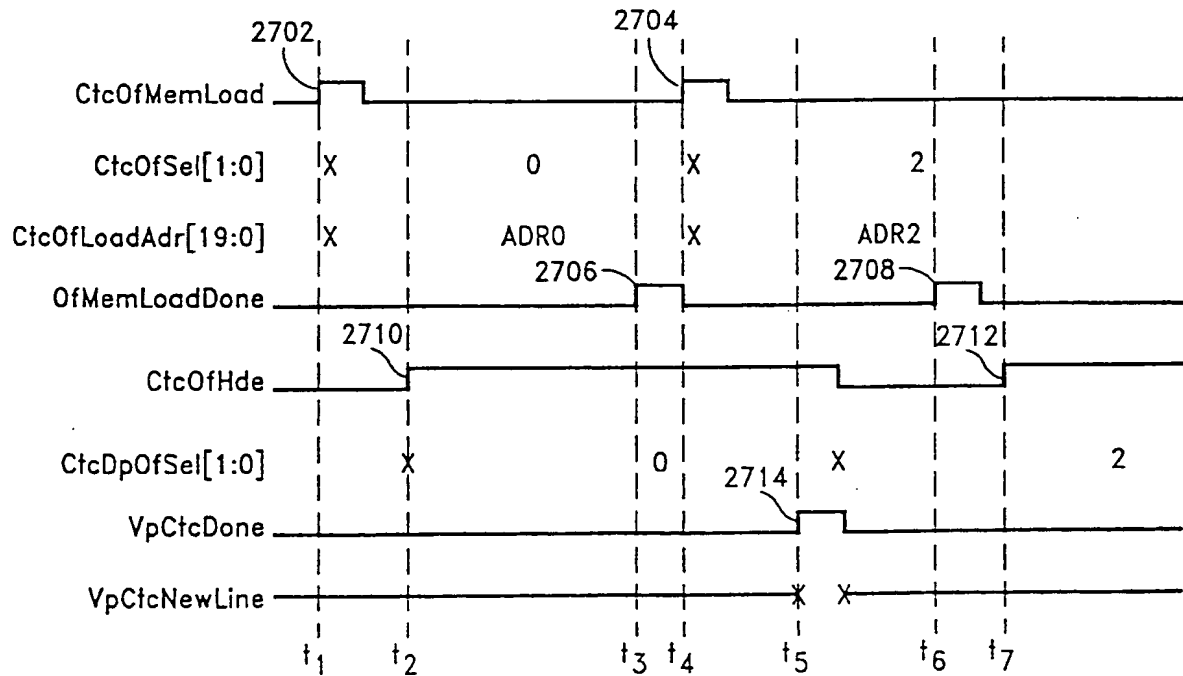 2702 2704
CtcOfMemLoad
CtcOfSel[1:0] X 0 X 2
CtcOfLoadAdr[19:0] X ADR0 X ADR2
2706 2708
OfMemLoadDone
2710 2712
CtcOfHde
CtcDpOfSel[1:0] X 0 X 2
2714
VpCtcDone
VpCtcNewLine X X
t1 t2 t3 t4 t5 t6 t7